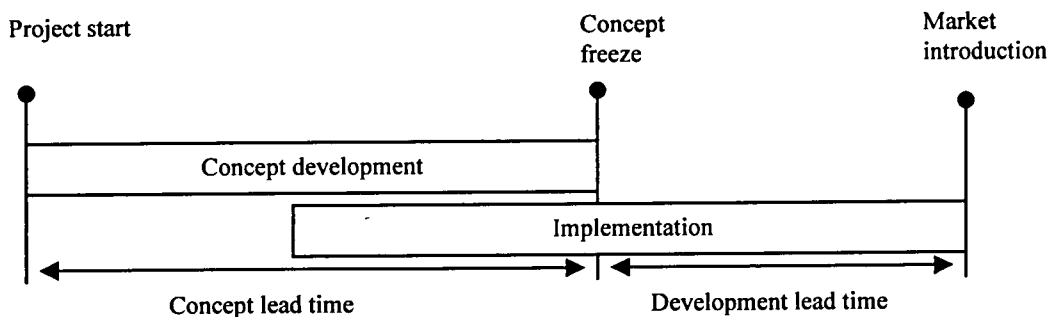 Project start
Concept
freeze
Market
introduction
Concept development
Implementation
Concept lead time
Development lead time